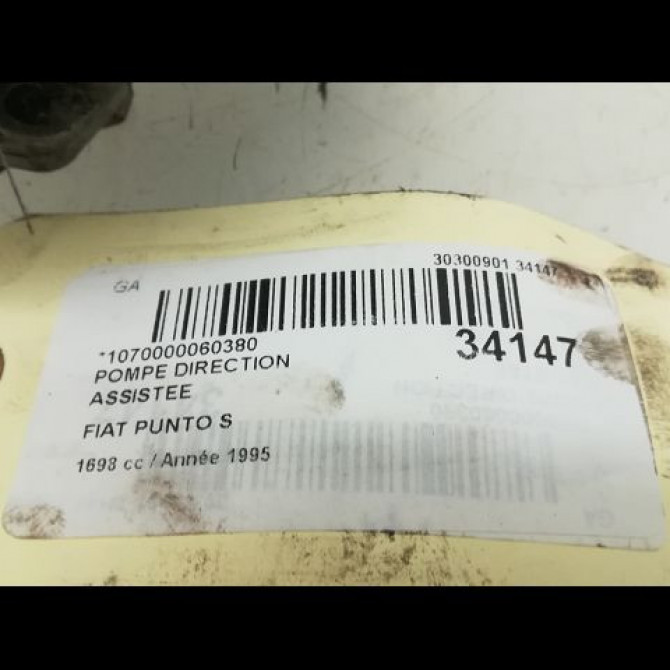 GA
30300901 34147
*1070000060380
34147
POMPE DIRECTION
ASSISTEE
FIAT PUNTO S
1698 cc / Année 1995